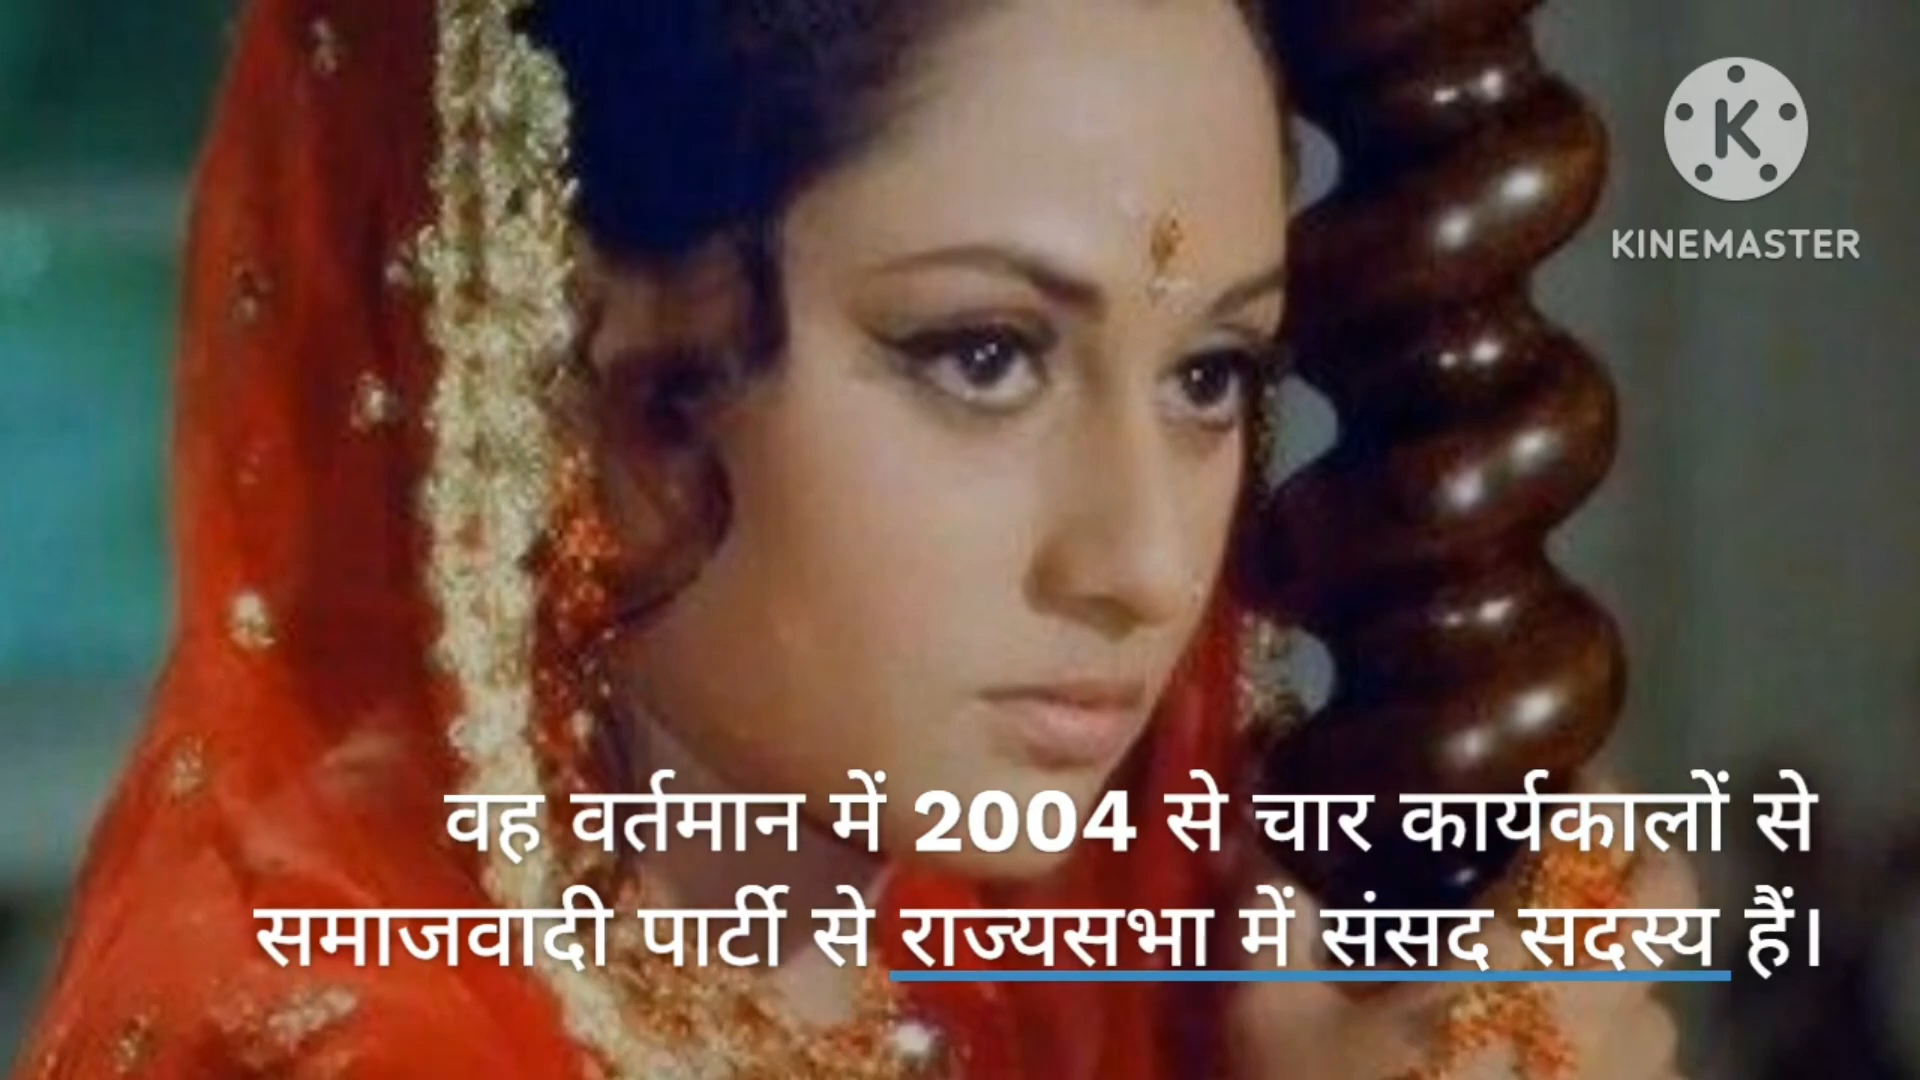 KINEMASTER
वह वर्तमान में 2004 से चार कार्यकालों से
समाजवादी पार्टी से राज्यसभा में संसद सदस्य हैं।